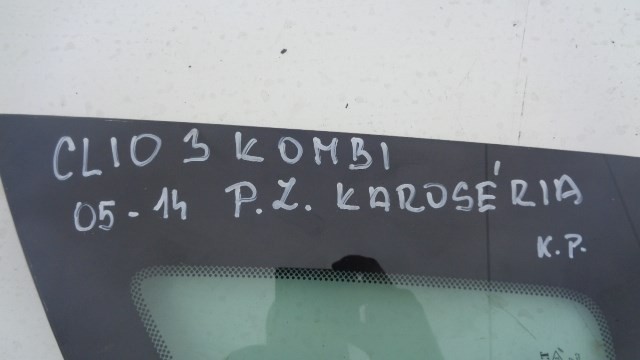 CLIO 3 KOMBI
05-14 P.Z. KAROSÉRIA
K.P.